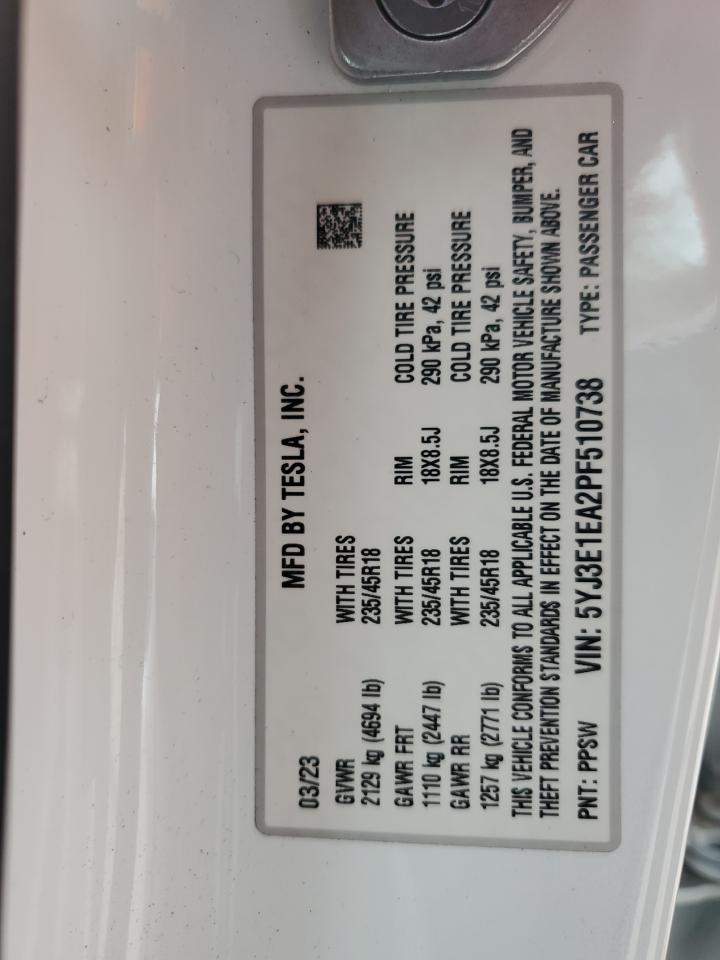 MFD BY TESLA, INC.
03/23
GVWR WITH TIRES
2129 kg (4694 lb) 235/45R18
GAWR FRT WITH TIRES RIM COLD TIRE PRESSURE
1110 kg (2447 lb) 235/45R18 18X8.5J 290 kPa, 42 psi
GAWR RR WITH TIRES RIM COLD TIRE PRESSURE
1257 kg (2771 lb) 235/45R18 18X8.5J 290 kPa, 42 psi
THIS VEHICLE CONFORMS TO ALL APPLICABLE U.S. FEDERAL MOTOR VEHICLE SAFETY, BUMPER, AND
THEFT PREVENTION STANDARDS IN EFFECT ON THE DATE OF MANUFACTURE SHOWN ABOVE.
PNT: PPSW VIN: 5YJ3E1EA2PF510738 TYPE: PASSENGER CAR